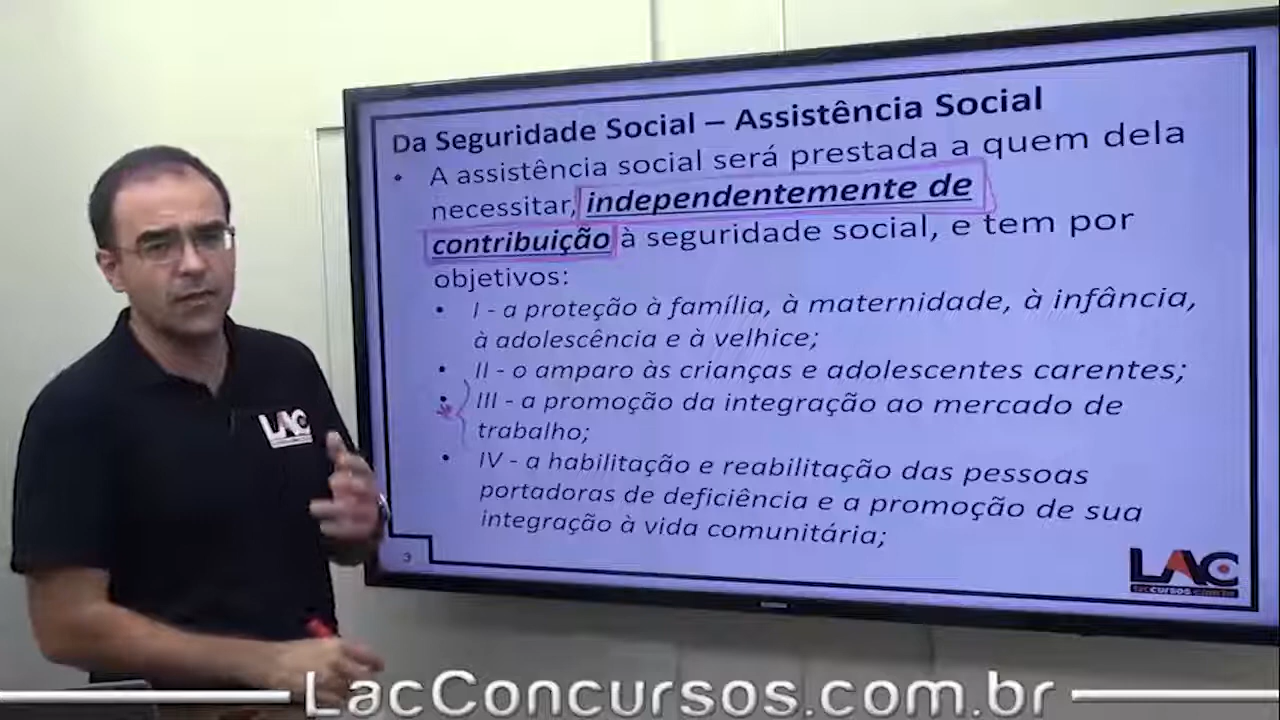 Da Seguridade Social – Assistência Social
• A assistência social será prestada a quem dela
necessitar, independentemente de
contribuição à seguridade social, e tem por
objetivos:
• I - a proteção à família, à maternidade, à infância,
à adolescência e à velhice;
• II - o amparo às crianças e adolescentes carentes;
• III - a promoção da integração ao mercado de
trabalho;
• IV - a habilitação e reabilitação das pessoas
portadoras de deficiência e a promoção de sua
integração à vida comunitária;
3
LAC
LAC
LacConcursos.com.br